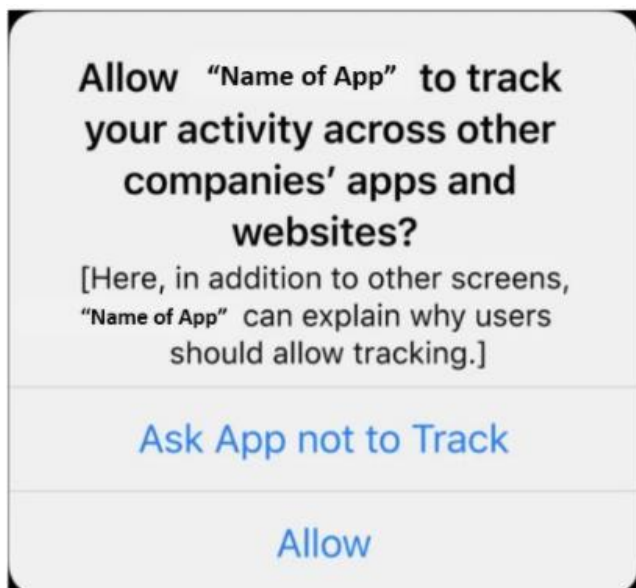 Allow “Name of App” to track
your activity across other
companies’ apps and
websites?
[Here, in addition to other screens,
“Name of App” can explain why users
should allow tracking.]
Ask App not to Track
Allow